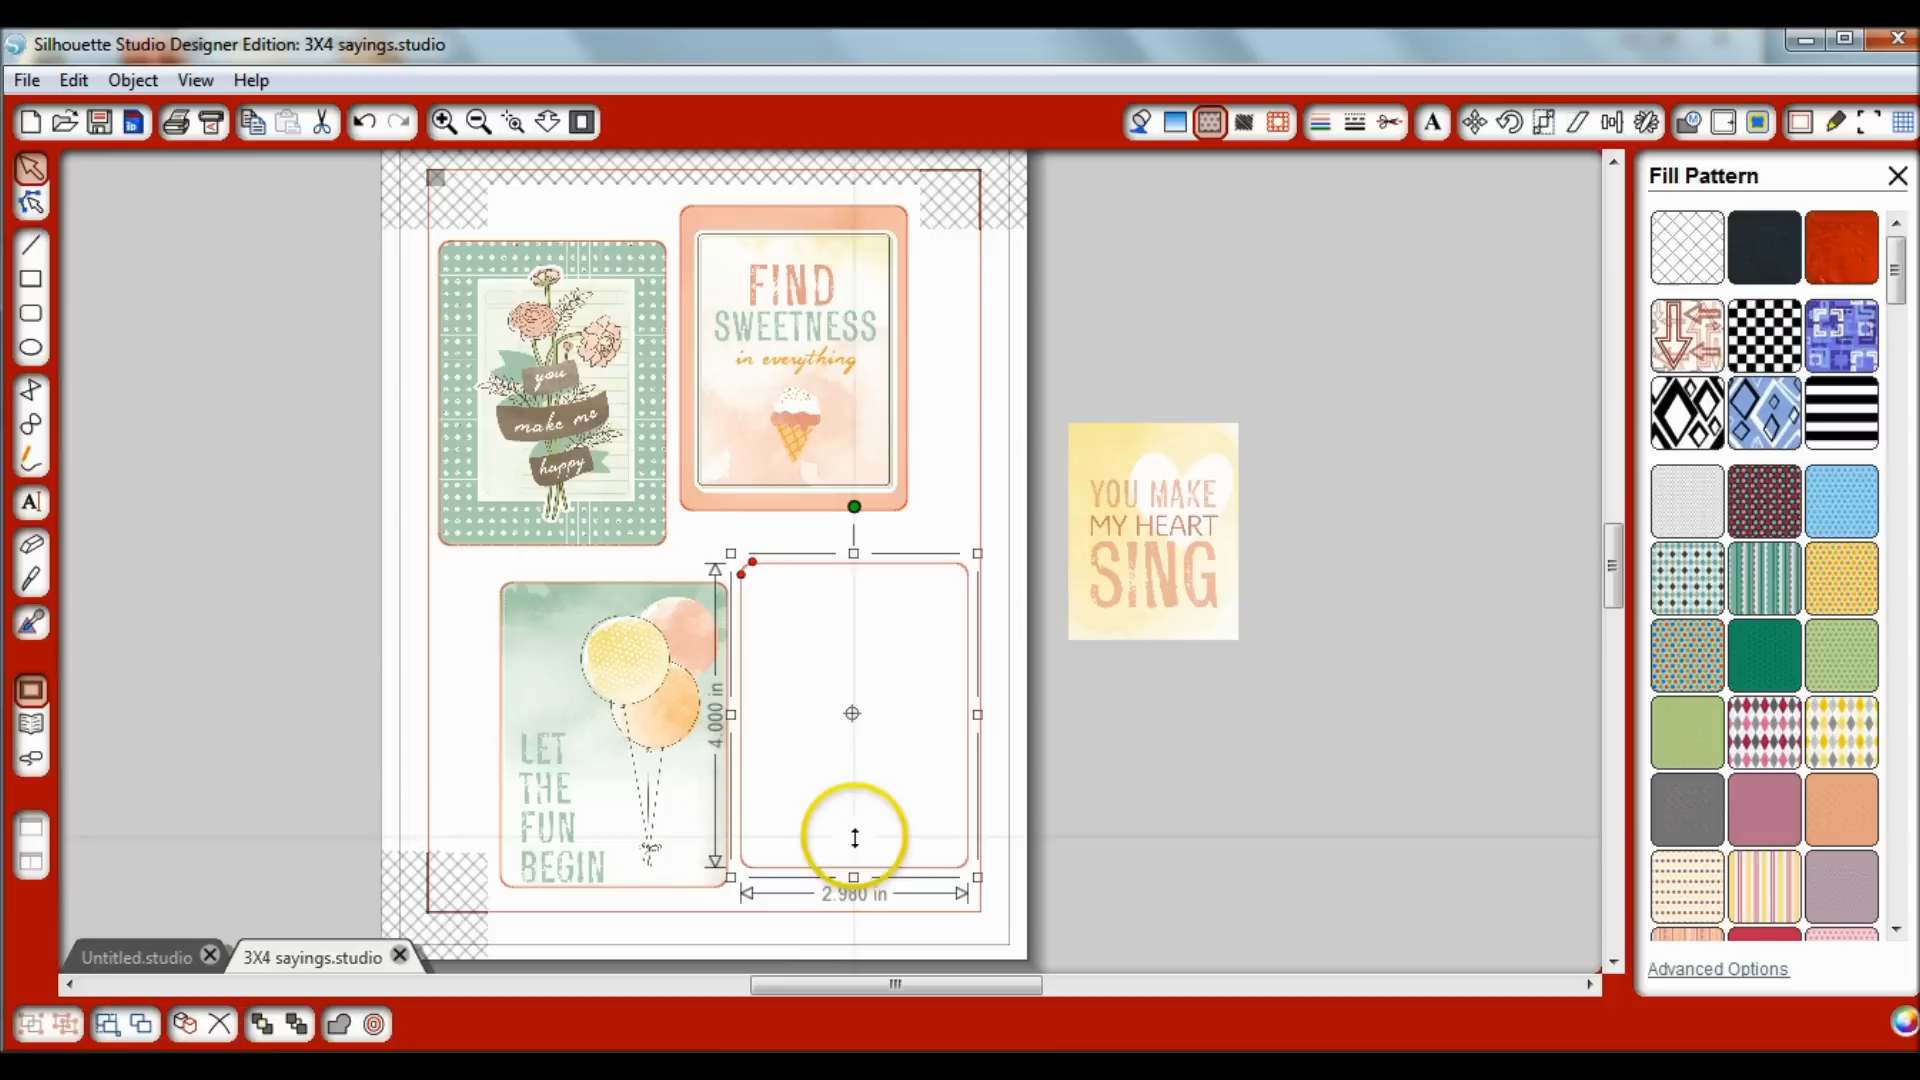 Silhouette Studio Designer Edition: 3X4 sayings.studio
File Edit Object View Help
Fill Pattern
FIND
SWEETNESS
in everything
you
make me
happy
YOU MAKE
MY HEART
SING
4.000 in
LET
THE
FUN
BEGIN
2.980 in
Untitled.studio
3X4 sayings.studio
Advanced Options